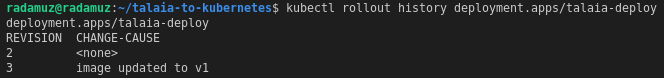 radamuz@radamuz:~/talaia-to-kubernetes$ kubectl rollout history deployment.apps/talaia-deploy
deployment.apps/talaia-deploy
REVISION  CHANGE-CAUSE
2         <none>
3         image updated to v1